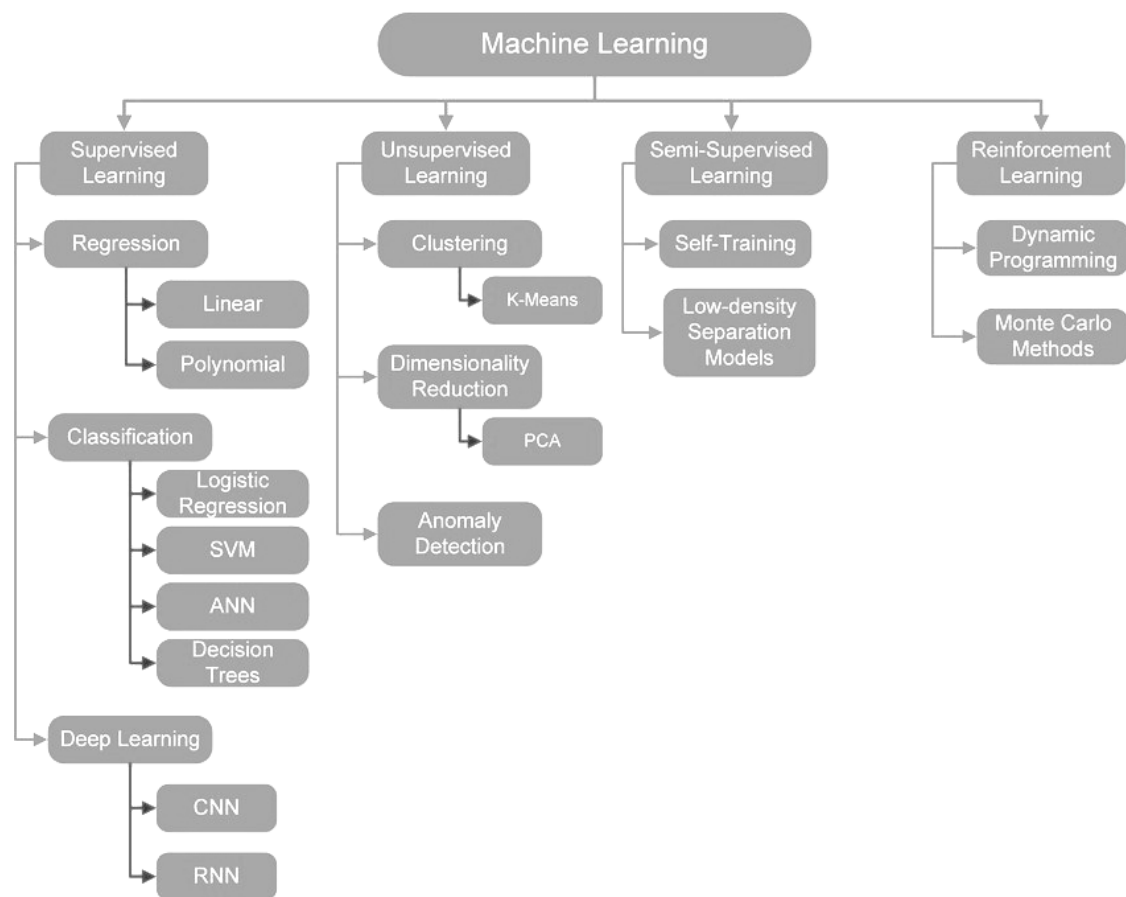 Machine Learning
Supervised
Learning
Regression
Linear
Polynomial
Classification
Logistic
Regression
SVM
ANN
Decision
Trees
Deep Learning
CNN
RNN
Unsupervised
Learning
Clustering
K-Means
Dimensionality
Reduction
PCA
Anomaly
Detection
Semi-Supervised
Learning
Self-Training
Low-density
Separation
Models
Reinforcement
Learning
Dynamic
Programming
Monte Carlo
Methods